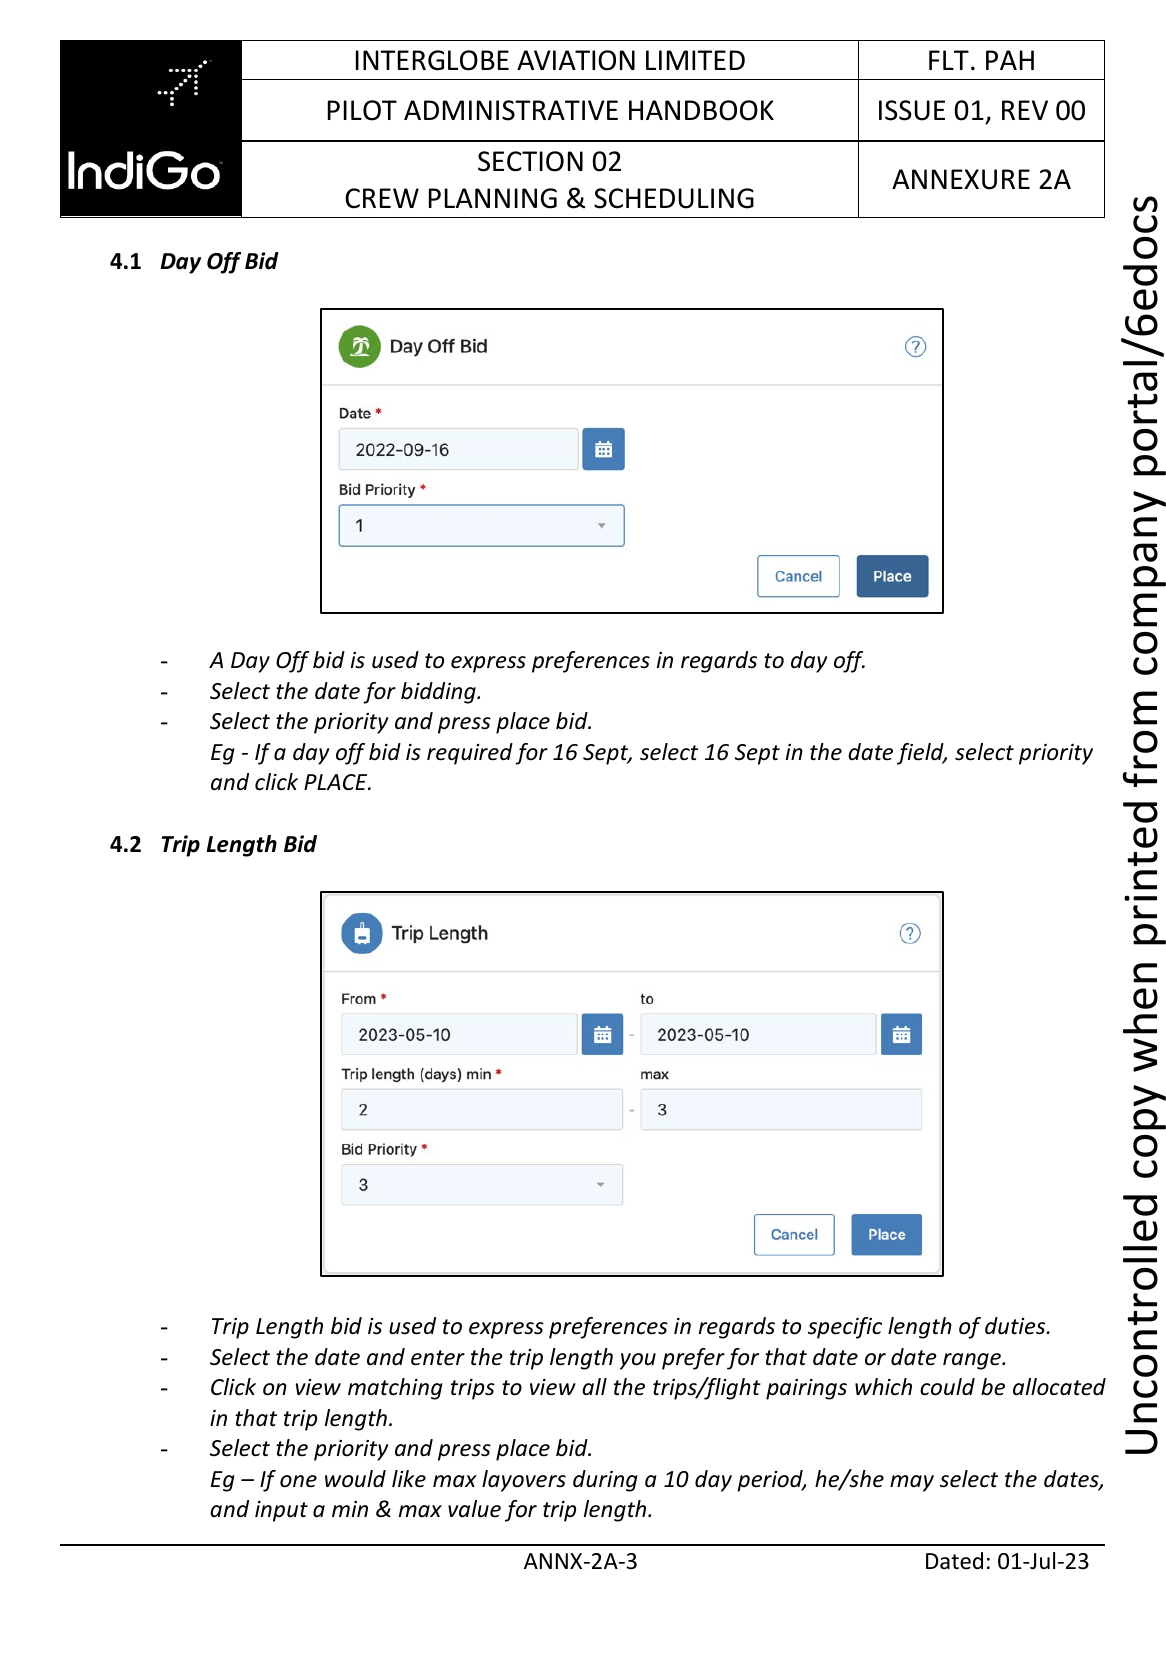 IndiGo
INTERGLOBE AVIATION LIMITED
FLT. PAH
PILOT ADMINISTRATIVE HANDBOOK
ISSUE 01, REV 00
SECTION 02
CREW PLANNING & SCHEDULING
ANNEXURE 2A
4.1 Day Off Bid
Day Off Bid
?
Date *
2022-09-16
Bid Priority *
1
Cancel Place
- A Day Off bid is used to express preferences in regards to day off.
- Select the date for bidding.
- Select the priority and press place bid.
Eg - If a day off bid is required for 16 Sept, select 16 Sept in the date field, select priority
and click PLACE.
4.2 Trip Length Bid
Trip Length
?
From * to
2023-05-10 - 2023-05-10
Trip length (days) min * max
2 - 3
Bid Priority *
3
Cancel Place
- Trip Length bid is used to express preferences in regards to specific length of duties.
- Select the date and enter the trip length you prefer for that date or date range.
- Click on view matching trips to view all the trips/flight pairings which could be allocated
in that trip length.
- Select the priority and press place bid.
Eg – If one would like max layovers during a 10 day period, he/she may select the dates,
and input a min & max value for trip length.
ANNX-2A-3 Dated: 01-Jul-23
Uncontrolled copy when printed from company portal/6edocs